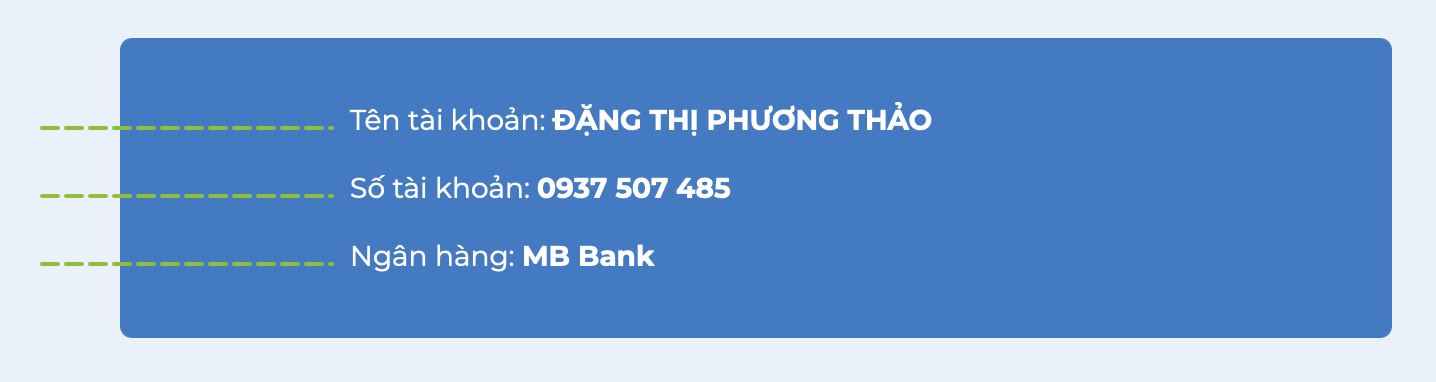 Tên tài khoản: ĐẶNG THỊ PHƯƠNG THẢO
Số tài khoản: 0937 507 485
Ngân hàng: MB Bank